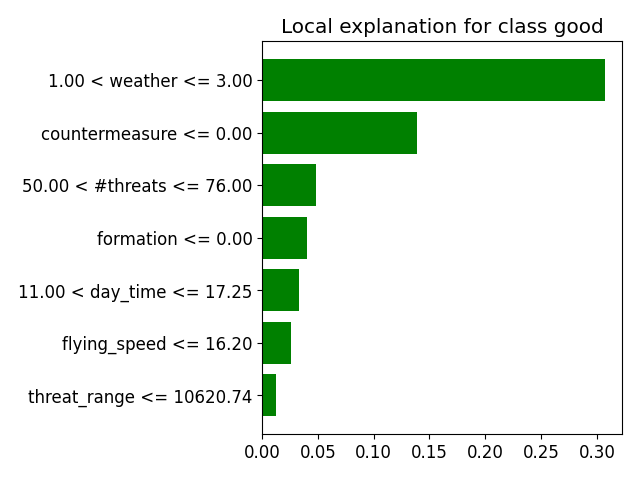 Local explanation for class good
1.00 < weather <= 3.00
countermeasure <= 0.00
50.00 < #threats <= 76.00
formation <= 0.00
11.00 < day_time <= 17.25
flying_speed <= 16.20
threat_range <= 10620.74
0.00 0.05 0.10 0.15 0.20 0.25 0.30